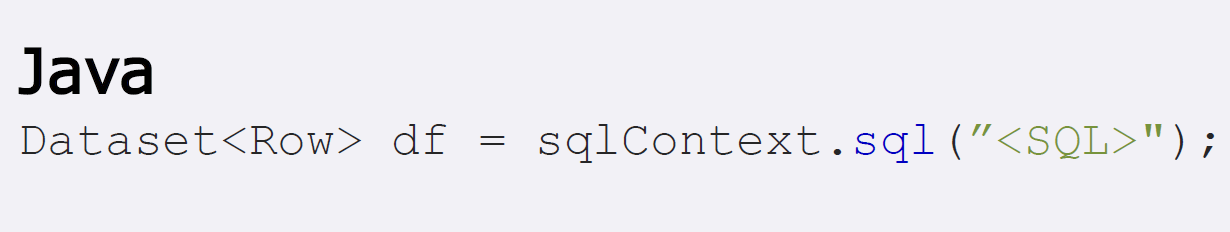 Java
Dataset<Row> df = sqlContext.sql(”<SQL>");